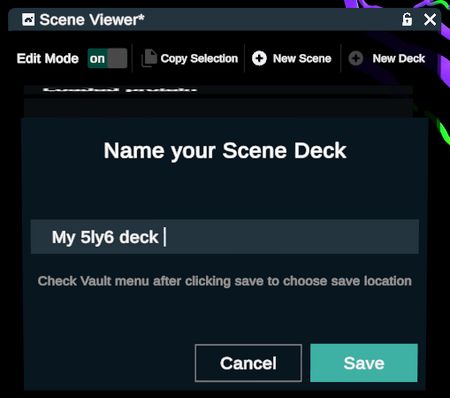 Scene Viewer*
Edit Mode on Copy Selection New Scene New Deck
Name your Scene Deck
My 5ly6 deck
Check Vault menu after clicking save to choose save location
Cancel Save